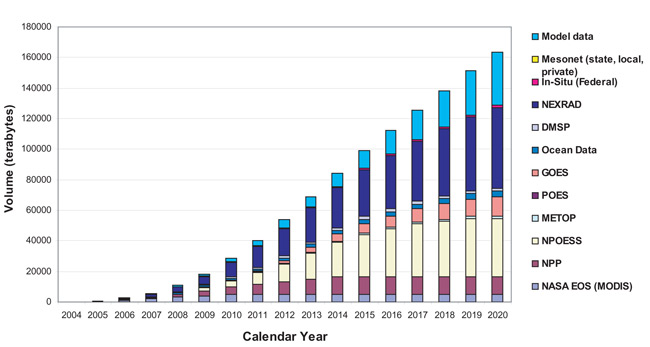 180000
160000
140000
120000
100000
80000
60000
40000
20000
0
Volume (terabytes)
2004 2005 2006 2007 2008 2009 2010 2011 2012 2013 2014 2015 2016 2017 2018 2019 2020
Calendar Year
Model data
Mesonet (state, local,
private)
In-Situ (Federal)
NEXRAD
DMSP
Ocean Data
GOES
POES
METOP
NPOESS
NPP
NASA EOS (MODIS)